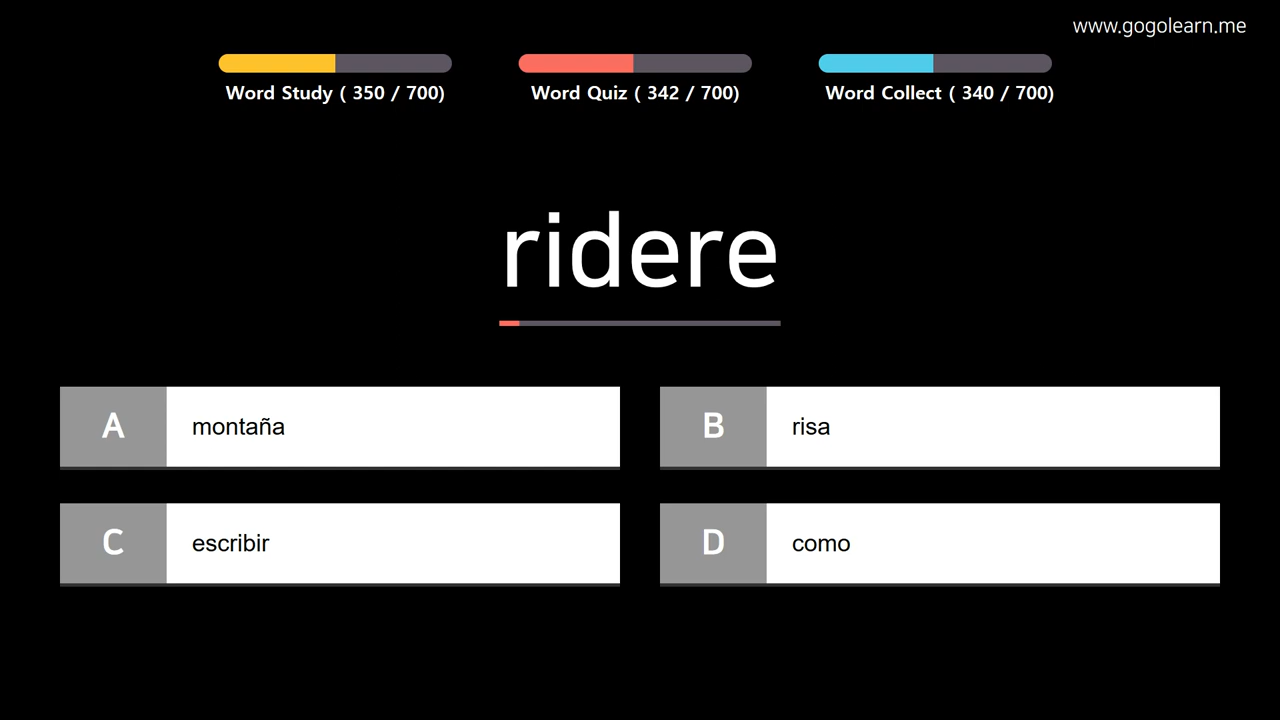 www.gogolearn.me
Word Study ( 350 / 700)
Word Quiz ( 342 / 700)
Word Collect ( 340 / 700)
ridere
A montaña
B risa
C escribir
D como